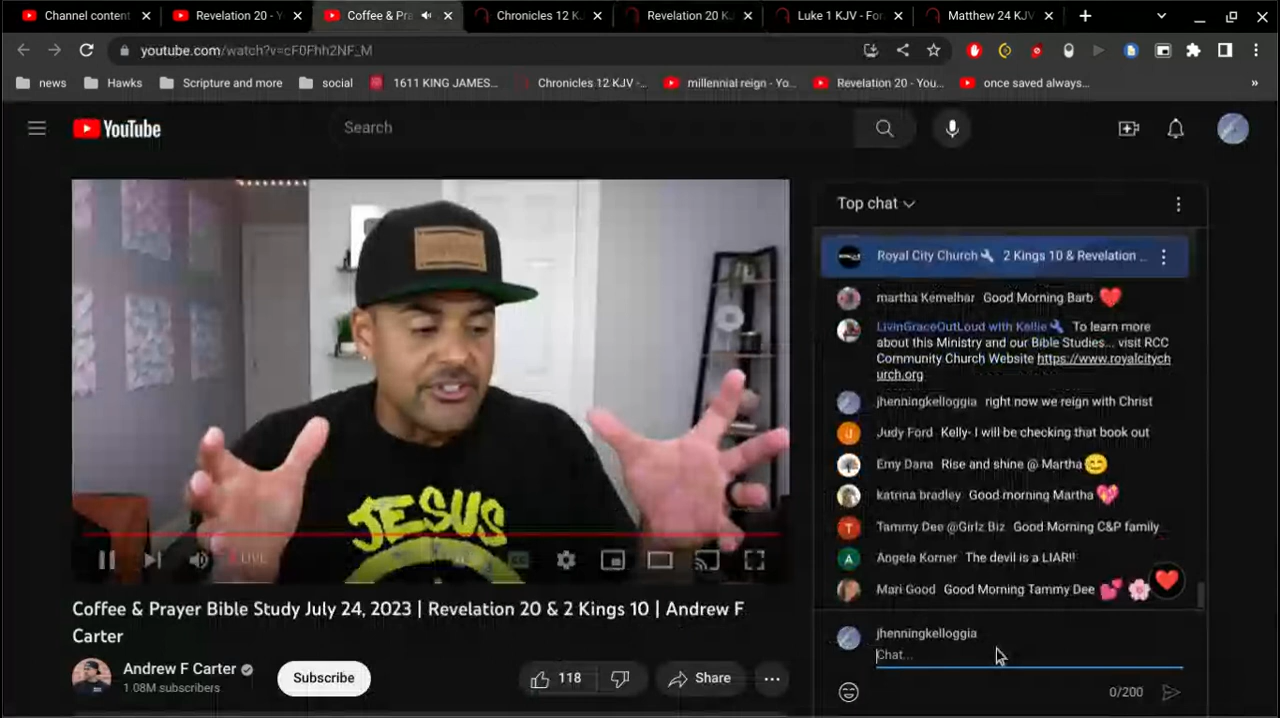 Channel content
Revelation 20 - Y
Coffee & Pra
Chronicles 12 K
Revelation 20 KJ
Luke 1 KJV - For
Matthew 24 KJV
youtube.com/watch?v=cF0Fhh2NF_M
news
Hawks
Scripture and more
social
1611 KING JAMES...
Chronicles 12 KJV -...
millennial reign - Yo...
Revelation 20 - You...
once saved always...
»
YouTube
Search
JESUS
LIVE
Top chat
Royal City Church 2 Kings 10 & Revelation ...
martha Kemelhar Good Morning Barb
LivinGraceOutLoud with Kellie To learn more
about this Ministry and our Bible Studies... visit RCC
Community Church Website https://www.royalcitych
urch.org
jhenningkelloggia right now we reign with Christ
Judy Ford Kelly- I will be checking that book out
Emy Dana Rise and shine @ Martha
katrina bradley Good morning Martha
Tammy Dee @Girlz Biz Good Morning C&P family
Angela Korner The devil is a LIAR!!
Mari Good Good Morning Tammy Dee
jhenningkelloggia
Chat...
0/200
Coffee & Prayer Bible Study July 24, 2023 | Revelation 20 & 2 Kings 10 | Andrew F
Carter
Andrew F Carter
1.08M subscribers
Subscribe
118
Share